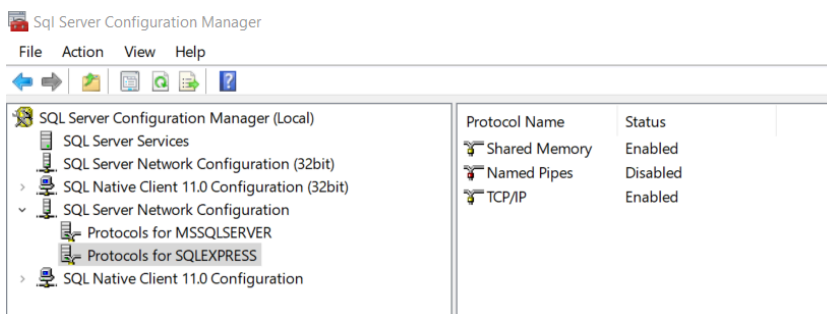 Sql Server Configuration Manager
File Action View Help
SQL Server Configuration Manager (Local)
SQL Server Services
SQL Server Network Configuration (32bit)
SQL Native Client 11.0 Configuration (32bit)
SQL Server Network Configuration
Protocols for MSSQLSERVER
Protocols for SQLEXPRESS
SQL Native Client 11.0 Configuration
Protocol Name Status
Shared Memory Enabled
Named Pipes Disabled
TCP/IP Enabled